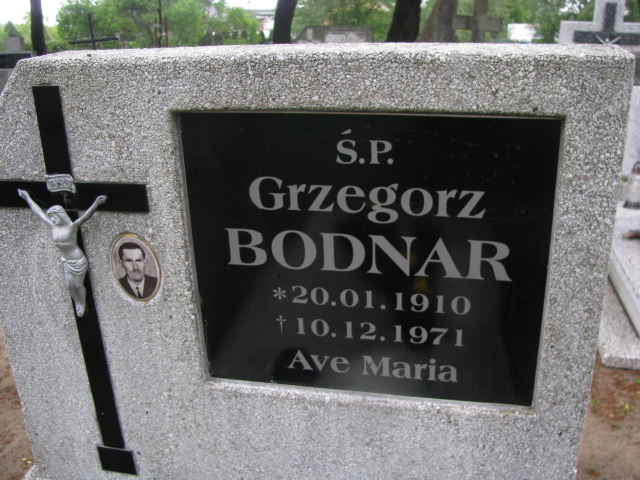 Ś.P.
Grzegorz
BODNAR
*20.01.1910
†10.12.1971
Ave Maria